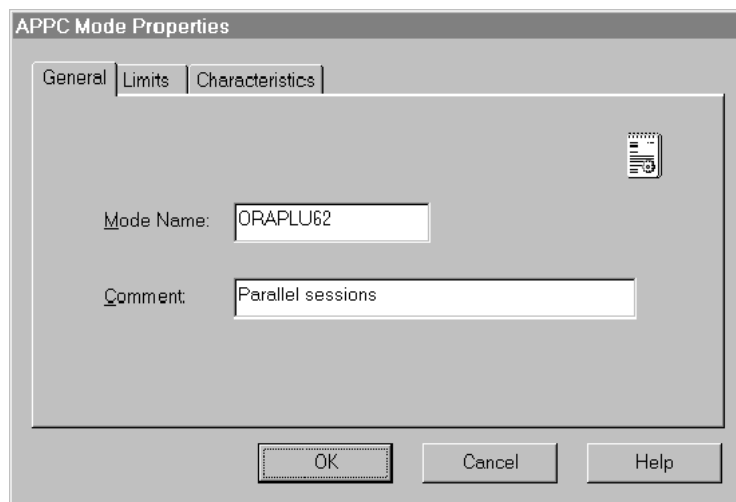 APPC Mode Properties
General Limits Characteristics
Mode Name: ORAPLU62
Comment: Parallel sessions
OK Cancel Help